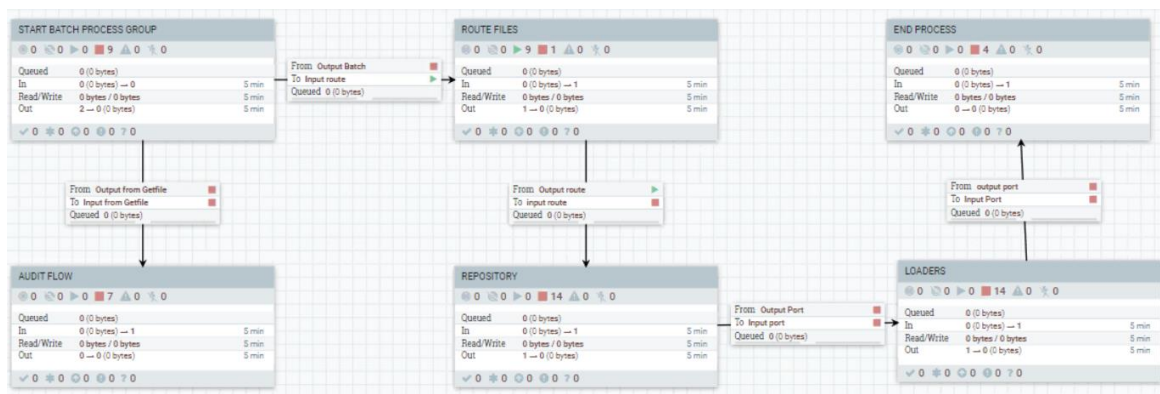 START BATCH PROCESS GROUP
0 0 0 9 0 0
Queued 0 (0 bytes)
In 0 (0 bytes) → 0 5 min
Read/Write 0 bytes / 0 bytes 5 min
Out 2 → 0 (0 bytes) 5 min
0 0 0 0 ? 0
From Output Batch
To Input route
Queued 0 (0 bytes)
ROUTE FILES
0 0 9 1 0 0
Queued 0 (0 bytes)
In 0 (0 bytes) → 1 5 min
Read/Write 0 bytes / 0 bytes 5 min
Out 1 → 0 (0 bytes) 5 min
0 0 0 0 ? 0
END PROCESS
0 0 0 4 0 0
Queued 0 (0 bytes)
In 0 (0 bytes) → 1 5 min
Read/Write 0 bytes / 0 bytes 5 min
Out 0 → 0 (0 bytes) 5 min
0 0 0 0 ? 0
From Output from Getfile
To Input from Getfile
Queued 0 (0 bytes)
From Output route
To input route
Queued 0 (0 bytes)
From output port
To Input Port
Queued 0 (0 bytes)
AUDIT FLOW
0 0 0 7 0 0
Queued 0 (0 bytes)
In 0 (0 bytes) → 1 5 min
Read/Write 0 bytes / 0 bytes 5 min
Out 0 → 0 (0 bytes) 5 min
0 0 0 0 ? 0
REPOSITORY
0 0 0 14 0 0
Queued 0 (0 bytes)
In 0 (0 bytes) → 1 5 min
Read/Write 0 bytes / 0 bytes 5 min
Out 1 → 0 (0 bytes) 5 min
0 0 0 0 ? 0
From Output Port
To Input port
Queued 0 (0 bytes)
LOADERS
0 0 0 14 0 0
Queued 0 (0 bytes)
In 0 (0 bytes) → 1 5 min
Read/Write 0 bytes / 0 bytes 5 min
Out 1 → 0 (0 bytes) 5 min
0 0 0 0 ? 0